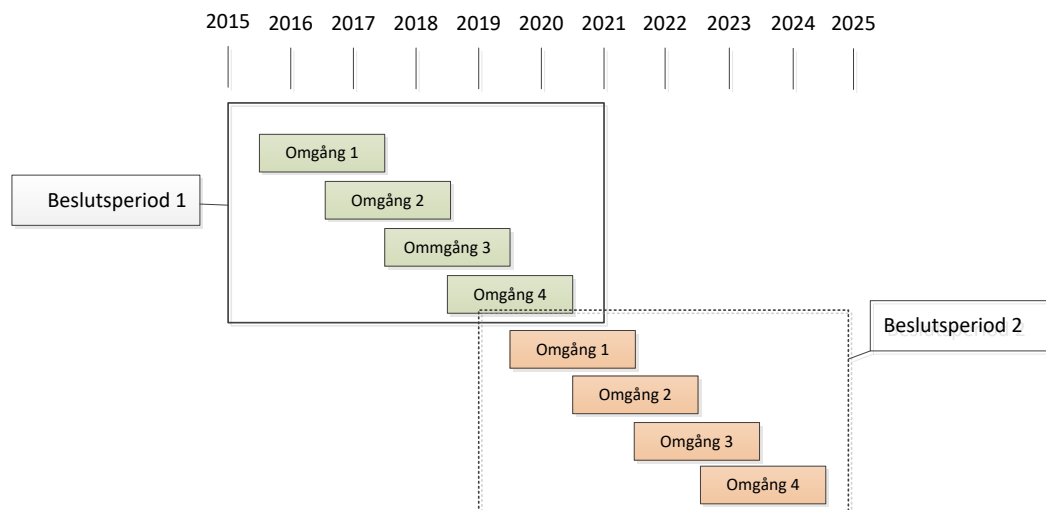 2015 2016 2017 2018 2019 2020 2021 2022 2023 2024 2025
Omgång 1
Beslutsperiod 1
Omgång 2
Ommgång 3
Omgång 4
Beslutsperiod 2
Omgång 1
Omgång 2
Omgång 3
Omgång 4